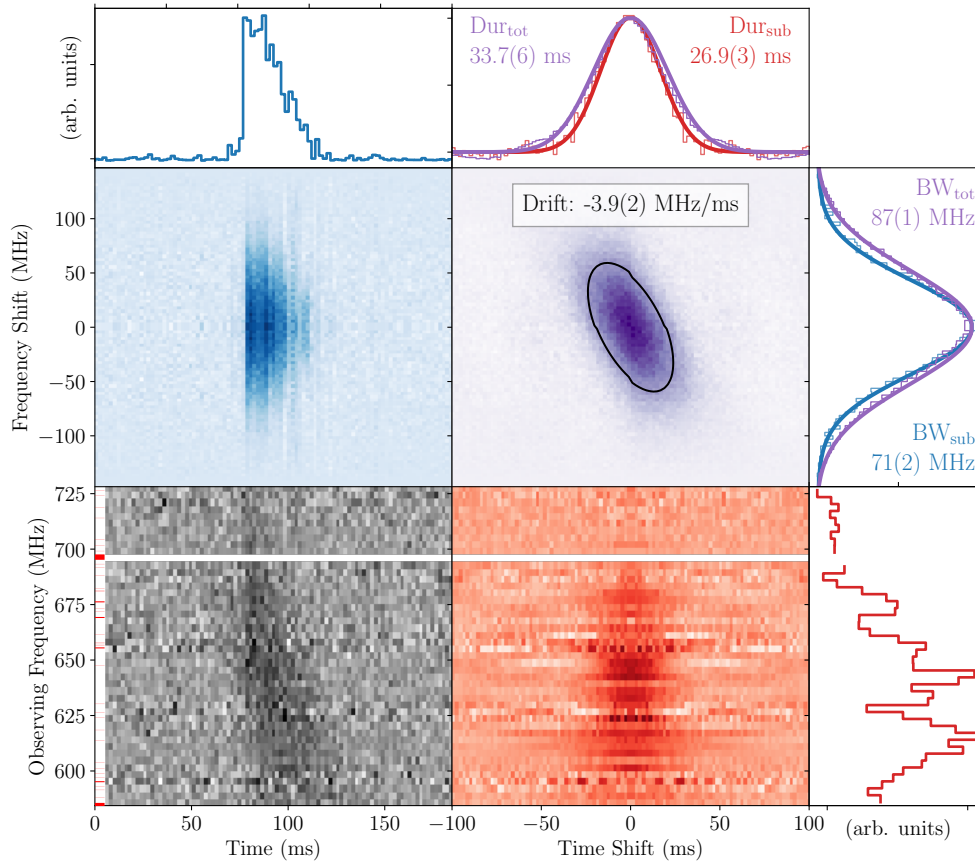 (arb. units)
Dur_tot
33.7(6) ms
Dur_sub
26.9(3) ms
Frequency Shift (MHz)
100
50
0
−50
−100
Drift: -3.9(2) MHz/ms
BW_tot
87(1) MHz
BW_sub
71(2) MHz
Observing Frequency (MHz)
725
700
675
650
625
600
0 50 100 150
−100 −50 0 50 100
Time (ms)
Time Shift (ms)
(arb. units)